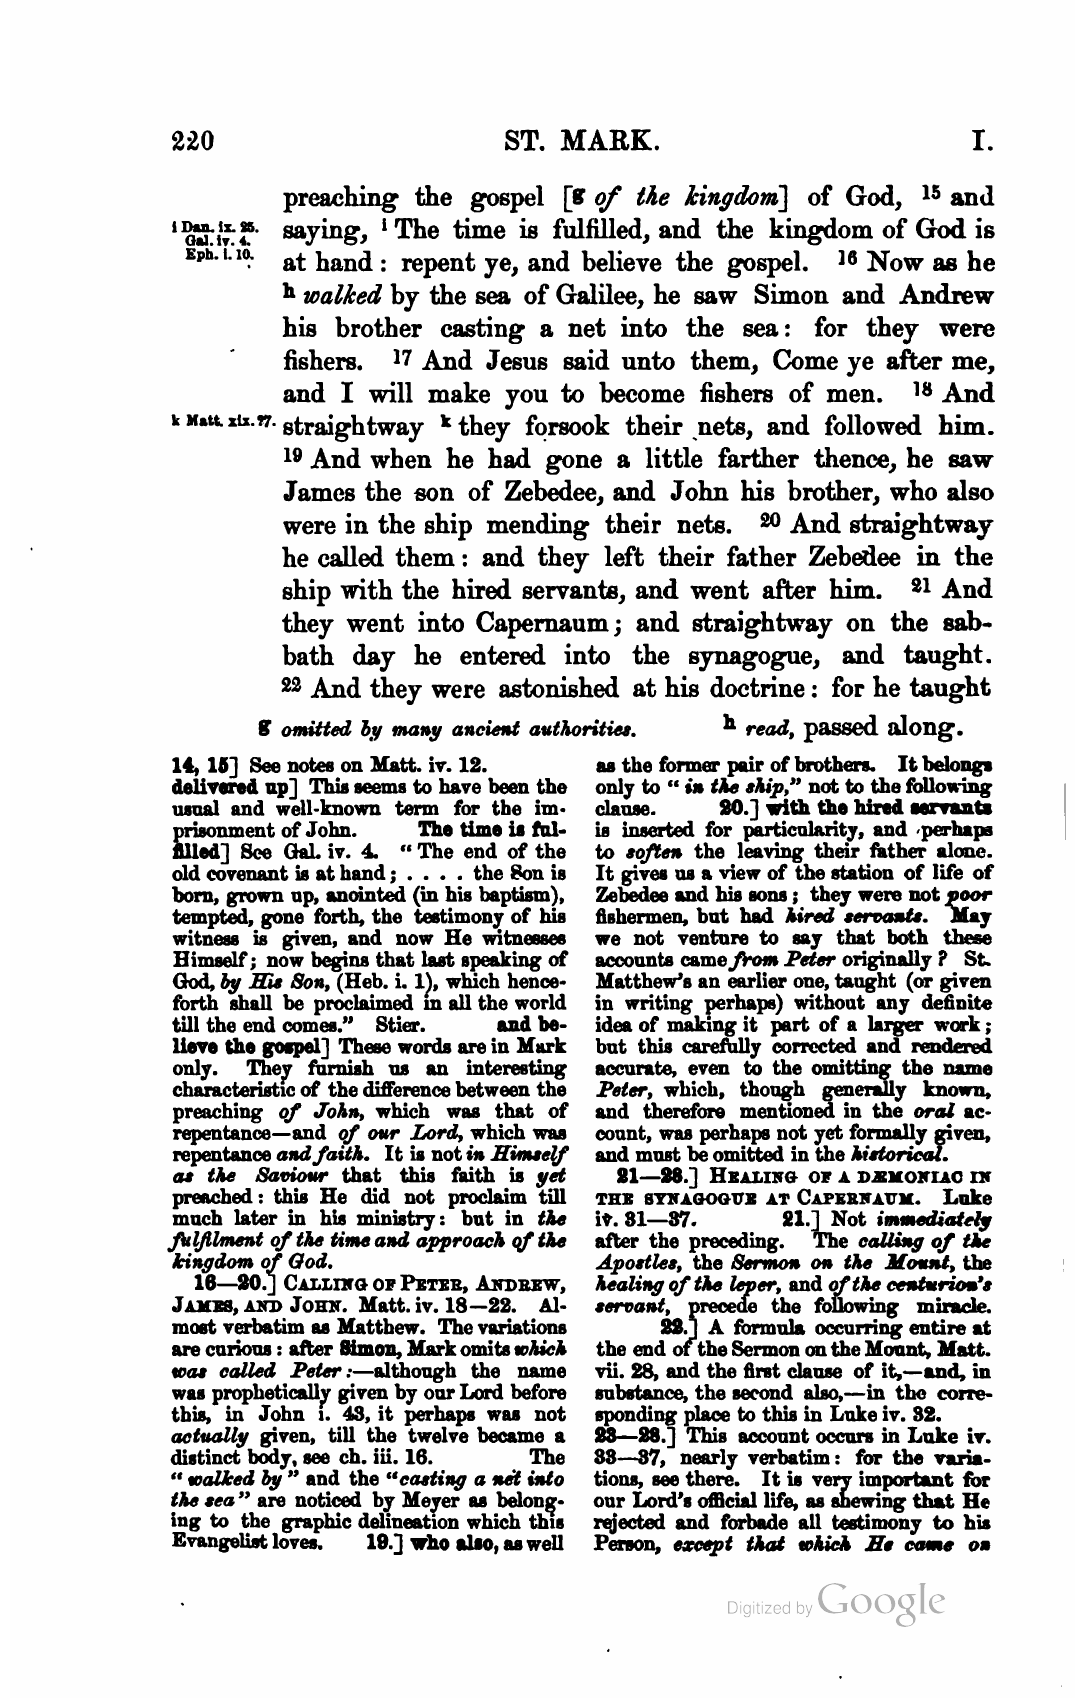 220 ST. MARK. I.
preaching the gospel [g of the kingdom] of God, 15 and
i Dan. ix. 25. saying, i The time is fulfilled, and the kingdom of God is
Gal. iv. 4.
Eph. i. 10. at hand : repent ye, and believe the gospel. 16 Now as he
h walked by the sea of Galilee, he saw Simon and Andrew
his brother casting a net into the sea : for they were
fishers. 17 And Jesus said unto them, Come ye after me,
and I will make you to become fishers of men. 18 And
k Matt. xix. 27. straightway k they forsook their nets, and followed him.
19 And when he had gone a little farther thence, he saw
James the son of Zebedee, and John his brother, who also
were in the ship mending their nets. 20 And straightway
he called them : and they left their father Zebedee in the
ship with the hired servants, and went after him. 21 And
they went into Capernaum ; and straightway on the sab-
bath day he entered into the synagogue, and taught.
22 And they were astonished at his doctrine : for he taught
g omitted by many ancient authorities. h read, passed along.
14, 15] See notes on Matt. iv. 12.
delivered up] This seems to have been the
usual and well-known term for the im-
prisonment of John. The time is ful-
filled] See Gal. iv. 4. “ The end of the
old covenant is at hand ; . . . . the Son is
born, grown up, anointed (in his baptism),
tempted, gone forth, the testimony of his
witness is given, and now He witnesses
Himself ; now begins that last speaking of
God, by His Son, (Heb. i. 1), which hence-
forth shall be proclaimed in all the world
till the end comes.” Stier. and be-
lieve the gospel] These words are in Mark
only. They furnish us an interesting
characteristic of the difference between the
preaching of John, which was that of
repentance—and of our Lord, which was
repentance and faith. It is not in Himself
as the Saviour that this faith is yet
preached : this He did not proclaim till
much later in his ministry : but in the
fulfilment of the time and approach of the
kingdom of God.
16—20.] CALLING OF PETER, ANDREW,
JAMES, AND JOHN. Matt. iv. 18—22. Al-
most verbatim as Matthew. The variations
are curious : after Simon, Mark omits which
was called Peter :—although the name
was prophetically given by our Lord before
this, in John i. 43, it perhaps was not
actually given, till the twelve became a
distinct body, see ch. iii. 16. The
“ walked by ” and the “casting a net into
the sea” are noticed by Meyer as belong-
ing to the graphic delineation which this
Evangelist loves. 19.] who also, as well
as the former pair of brothers. It belongs
only to “ in the ship,” not to the following
clause. 20.] with the hired servants
is inserted for particularity, and perhaps
to soften the leaving their father alone.
It gives us a view of the station of life of
Zebedee and his sons ; they were not poor
fishermen, but had hired servants. May
we not venture to say that both these
accounts came from Peter originally ? St.
Matthew’s an earlier one, taught (or given
in writing perhaps) without any definite
idea of making it part of a larger work ;
but this carefully corrected and rendered
accurate, even to the omitting the name
Peter, which, though generally known,
and therefore mentioned in the oral ac-
count, was perhaps not yet formally given,
and must be omitted in the historical.
21—28.] HEALING OF A DÆMONIAC IN
THE SYNAGOGUE AT CAPERNAUM. Luke
iv. 31—37. 21.] Not immediately
after the preceding. The calling of the
Apostles, the Sermon on the Mount, the
healing of the leper, and of the centurion’s
servant, precede the following miracle.
22.] A formula occurring entire at
the end of the Sermon on the Mount, Matt.
vii. 28, and the first clause of it,—and, in
substance, the second also,—in the corre-
sponding place to this in Luke iv. 32.
23—28.] This account occurs in Luke iv.
33—37, nearly verbatim : for the varia-
tions, see there. It is very important for
our Lord’s official life, as shewing that He
rejected and forbade all testimony to his
Person, except that which He came on
Digitized by Google